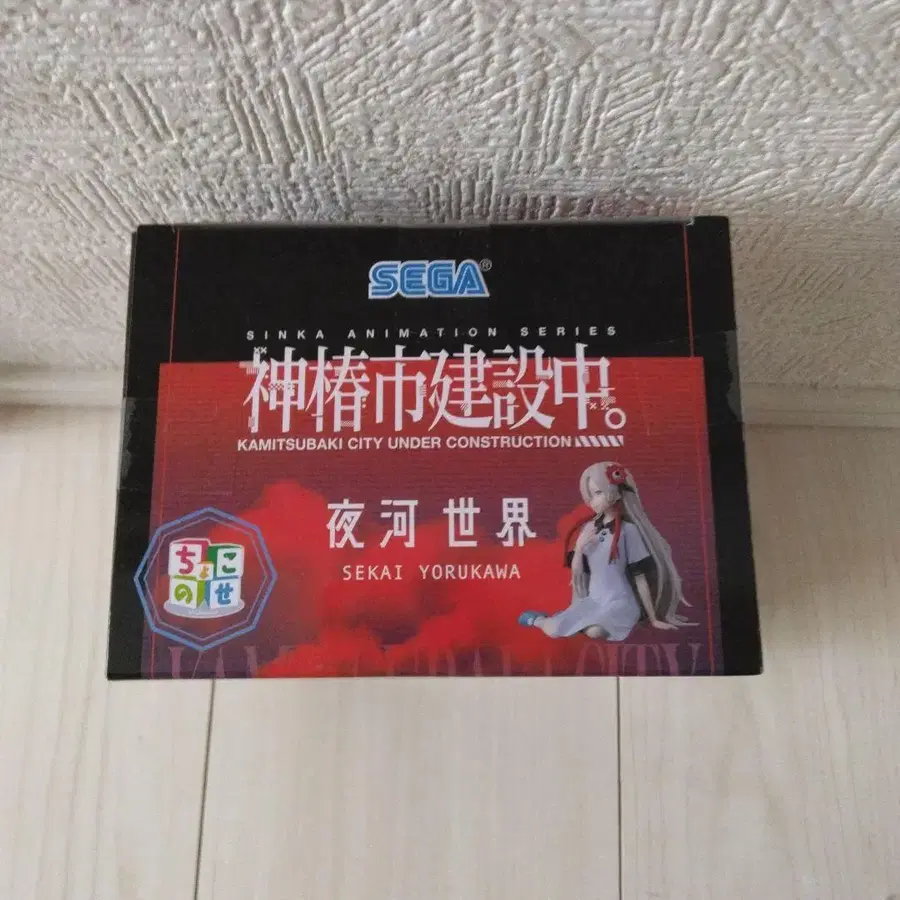 SEGA®
SINKA ANIMATION SERIES
神椿市建設中。
KAMITSUBAKI CITY UNDER CONSTRUCTION
夜河 世界
SEKAI YORUKAWA
ちょこ
のせ